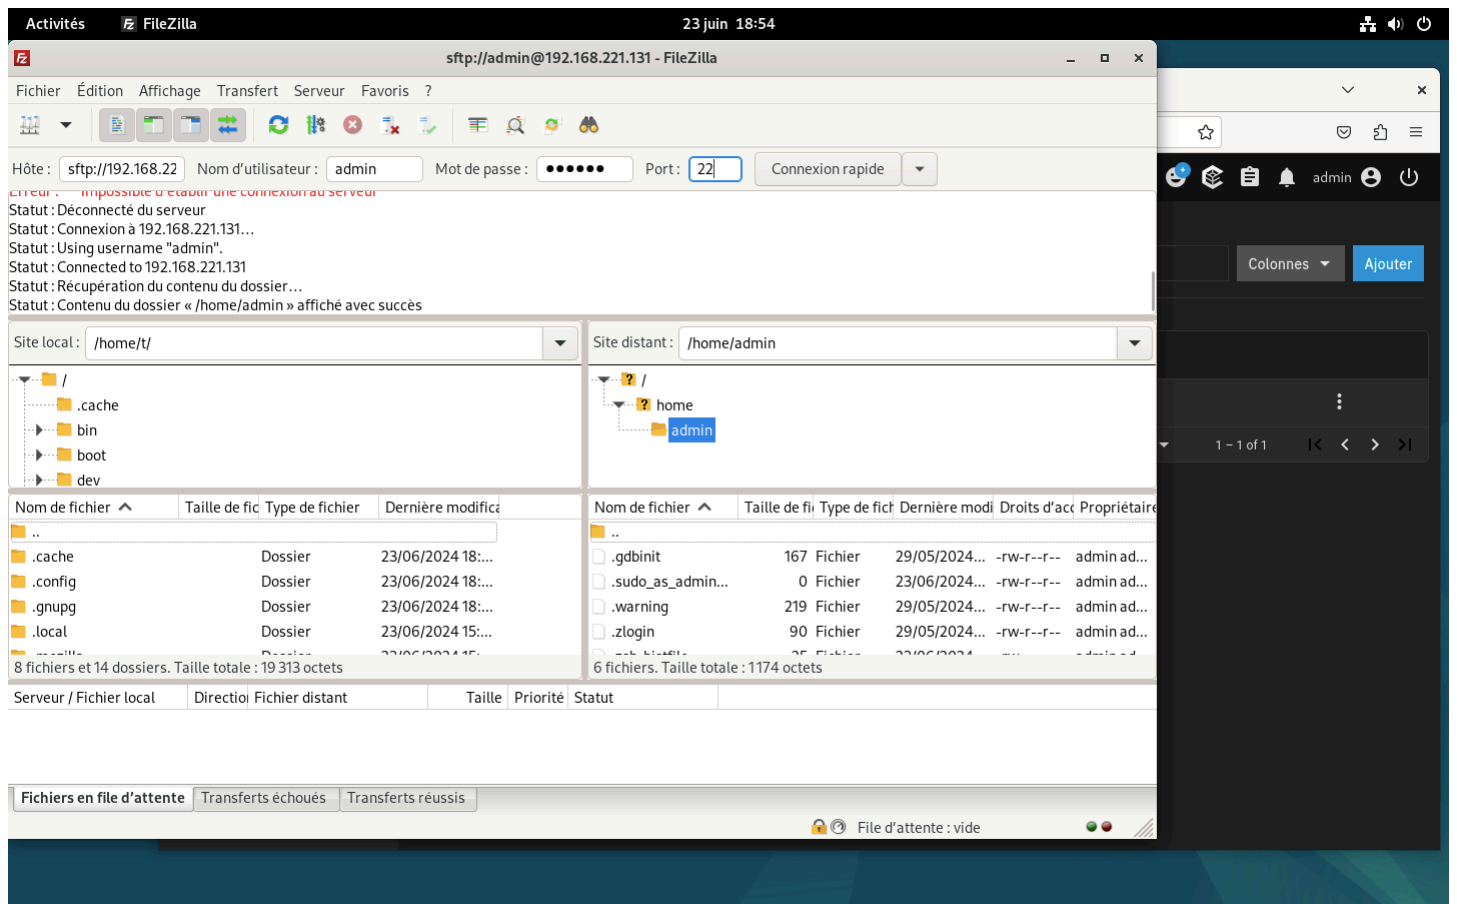 Activités FileZilla 23 juin 18:54
sftp://admin@192.168.221.131 - FileZilla
Fichier Édition Affichage Transfert Serveur Favoris ?
Hôte : sftp://192.168.22 Nom d'utilisateur : admin Mot de passe : ●●●●●● Port : 22 Connexion rapide
admin
Erreur : Impossible d'établir une connexion au serveur
Statut : Déconnecté du serveur
Statut : Connexion à 192.168.221.131...
Statut : Using username "admin".
Statut : Connected to 192.168.221.131
Statut : Récupération du contenu du dossier...
Statut : Contenu du dossier « /home/admin » affiché avec succès
Colonnes Ajouter
Site local : /home/t/
/
.cache
bin
boot
dev
Site distant : /home/admin
/
home
admin
1 – 1 of 1
Nom de fichier Taille de fic Type de fichier Dernière modifica
..
.cache Dossier 23/06/2024 18:...
.config Dossier 23/06/2024 18:...
.gnupg Dossier 23/06/2024 18:...
.local Dossier 23/06/2024 15:...
8 fichiers et 14 dossiers. Taille totale : 19 313 octets
Nom de fichier Taille de fi Type de fich Dernière modi Droits d'acc Propriétaire
..
.gdbinit 167 Fichier 29/05/2024... -rw-r--r-- admin ad...
.sudo_as_admin... 0 Fichier 23/06/2024... -rw-r--r-- admin ad...
.warning 219 Fichier 29/05/2024... -rw-r--r-- admin ad...
.zlogin 90 Fichier 29/05/2024... -rw-r--r-- admin ad...
6 fichiers. Taille totale : 1174 octets
Serveur / Fichier local Direction Fichier distant Taille Priorité Statut
Fichiers en file d'attente Transferts échoués Transferts réussis
File d'attente : vide